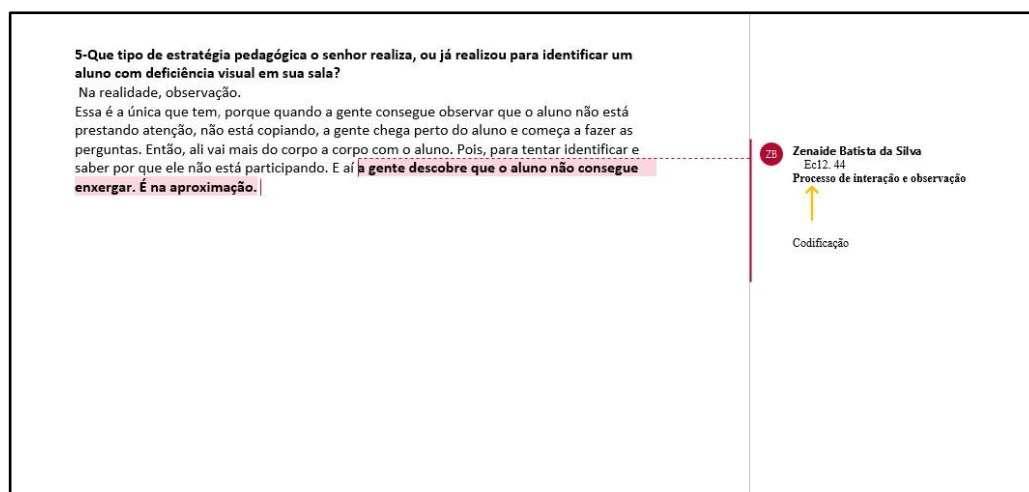 5-Que tipo de estratégia pedagógica o senhor realiza, ou já realizou para identificar um
aluno com deficiência visual em sua sala?
Na realidade, observação.
Essa é a única que tem, porque quando a gente consegue observar que o aluno não está
prestando atenção, não está copiando, a gente chega perto do aluno e começa a fazer as
perguntas. Então, ali vai mais do corpo a corpo com o aluno. Pois, para tentar identificar e
saber por que ele não está participando. E aí a gente descobre que o aluno não consegue
enxergar. É na aproximação.
ZB
Zenaide Batista da Silva
Ec12. 44
Processo de interação e observação
Codificação